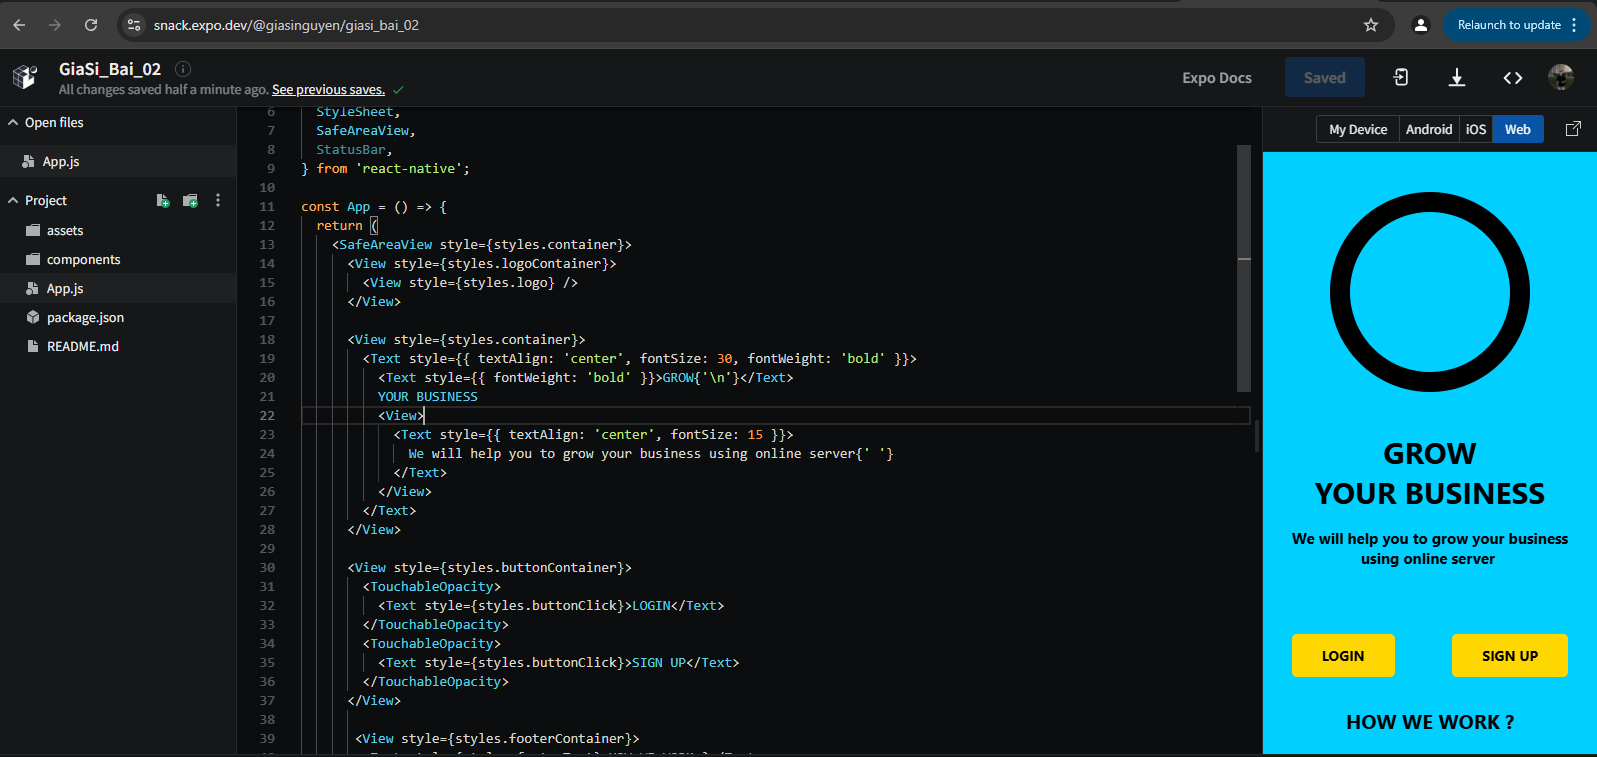 snack.expo.dev/@giasinguyen/giasi_bai_02
Relaunch to update
GiaSi_Bai_02
All changes saved half a minute ago. See previous saves.
Expo Docs
Saved
Open files
App.js
Project
assets
components
App.js
package.json
README.md
6 StyleSheet,
7 SafeAreaView,
8 StatusBar,
9 } from 'react-native';
10
11 const App = () => {
12 return (
13 <SafeAreaView style={styles.container}>
14 <View style={styles.logoContainer}>
15 <View style={styles.logo} />
16 </View>
17
18 <View style={styles.container}>
19 <Text style={{ textAlign: 'center', fontSize: 30, fontWeight: 'bold' }}>
20 <Text style={{ fontWeight: 'bold' }}>GROW{'\n'}</Text>
21 YOUR BUSINESS
22 <View>
23 <Text style={{ textAlign: 'center', fontSize: 15 }}>
24 We will help you to grow your business using online server{' '}
25 </Text>
26 </View>
27 </Text>
28 </View>
29
30 <View style={styles.buttonContainer}>
31 <TouchableOpacity>
32 <Text style={styles.buttonClick}>LOGIN</Text>
33 </TouchableOpacity>
34 <TouchableOpacity>
35 <Text style={styles.buttonClick}>SIGN UP</Text>
36 </TouchableOpacity>
37 </View>
38
39 <View style={styles.footerContainer}>
My Device
Android
iOS
Web
GROW
YOUR BUSINESS
We will help you to grow your business
using online server
LOGIN
SIGN UP
HOW WE WORK ?